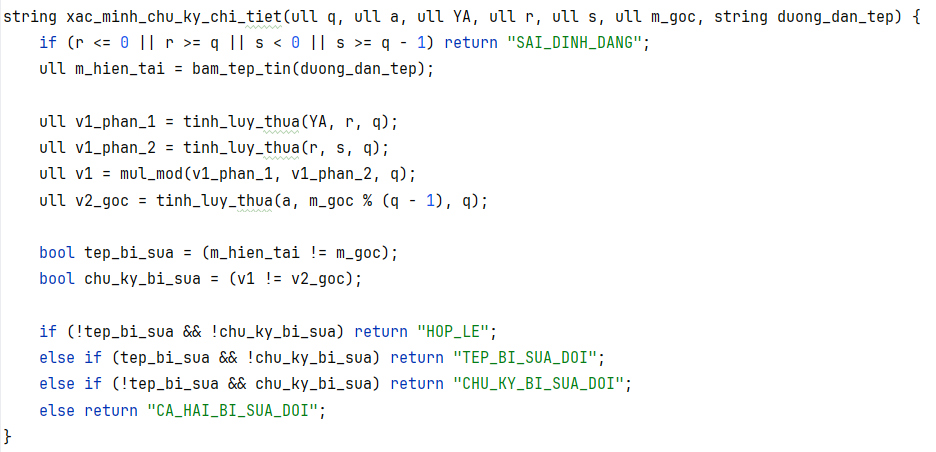 string xac_minh_chu_ky_chi_tiet(ull q, ull a, ull YA, ull r, ull s, ull m_goc, string duong_dan_tep) {
    if (r <= 0 || r >= q || s < 0 || s >= q - 1) return "SAI_DINH_DANG";
    ull m_hien_tai = bam_tep_tin(duong_dan_tep);

    ull v1_phan_1 = tinh_luy_thua(YA, r, q);
    ull v1_phan_2 = tinh_luy_thua(r, s, q);
    ull v1 = mul_mod(v1_phan_1, v1_phan_2, q);
    ull v2_goc = tinh_luy_thua(a, m_goc % (q - 1), q);

    bool tep_bi_sua = (m_hien_tai != m_goc);
    bool chu_ky_bi_sua = (v1 != v2_goc);

    if (!tep_bi_sua && !chu_ky_bi_sua) return "HOP_LE";
    else if (tep_bi_sua && !chu_ky_bi_sua) return "TEP_BI_SUA_DOI";
    else if (!tep_bi_sua && chu_ky_bi_sua) return "CHU_KY_BI_SUA_DOI";
    else return "CA_HAI_BI_SUA_DOI";
}